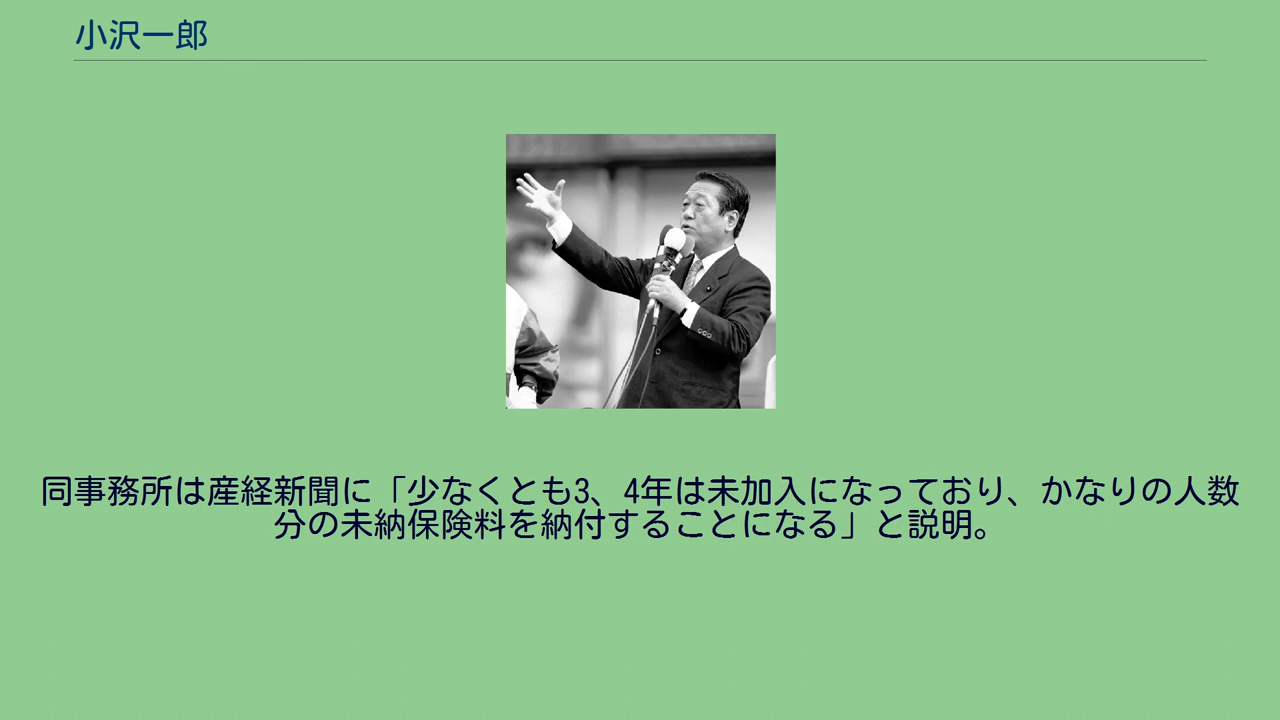 小沢一郎
同事務所は産経新聞に「少なくとも3、4年は未加入になっており、かなりの人数
分の未納保険料を納付することになる」と説明。